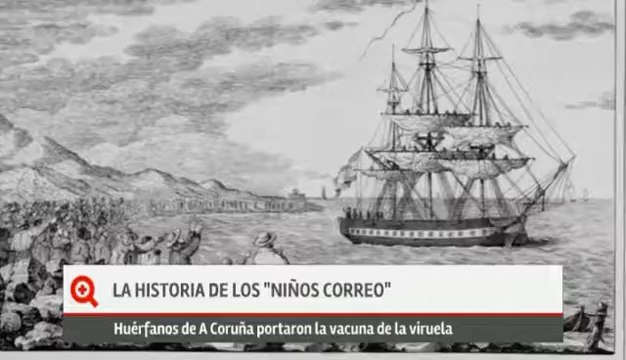 LA HISTORIA DE LOS "NIÑOS CORREO"
Huérfanos de A Coruña portaron la vacuna de la viruela